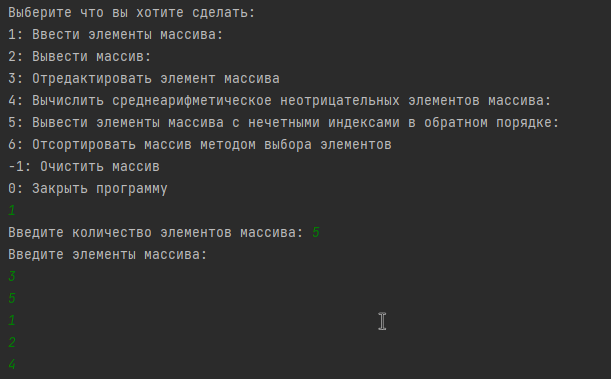 Выберите что вы хотите сделать:
1: Ввести элементы массива:
2: Вывести массив:
3: Отредактировать элемент массива
4: Вычислить среднеарифметическое неотрицательных элементов массива:
5: Вывести элементы массива с нечетными индексами в обратном порядке:
6: Отсортировать массив методом выбора элементов
-1: Очистить массив
0: Закрыть программу
1
Введите количество элементов массива: 5
Введите элементы массива:
3
5
1
2
4